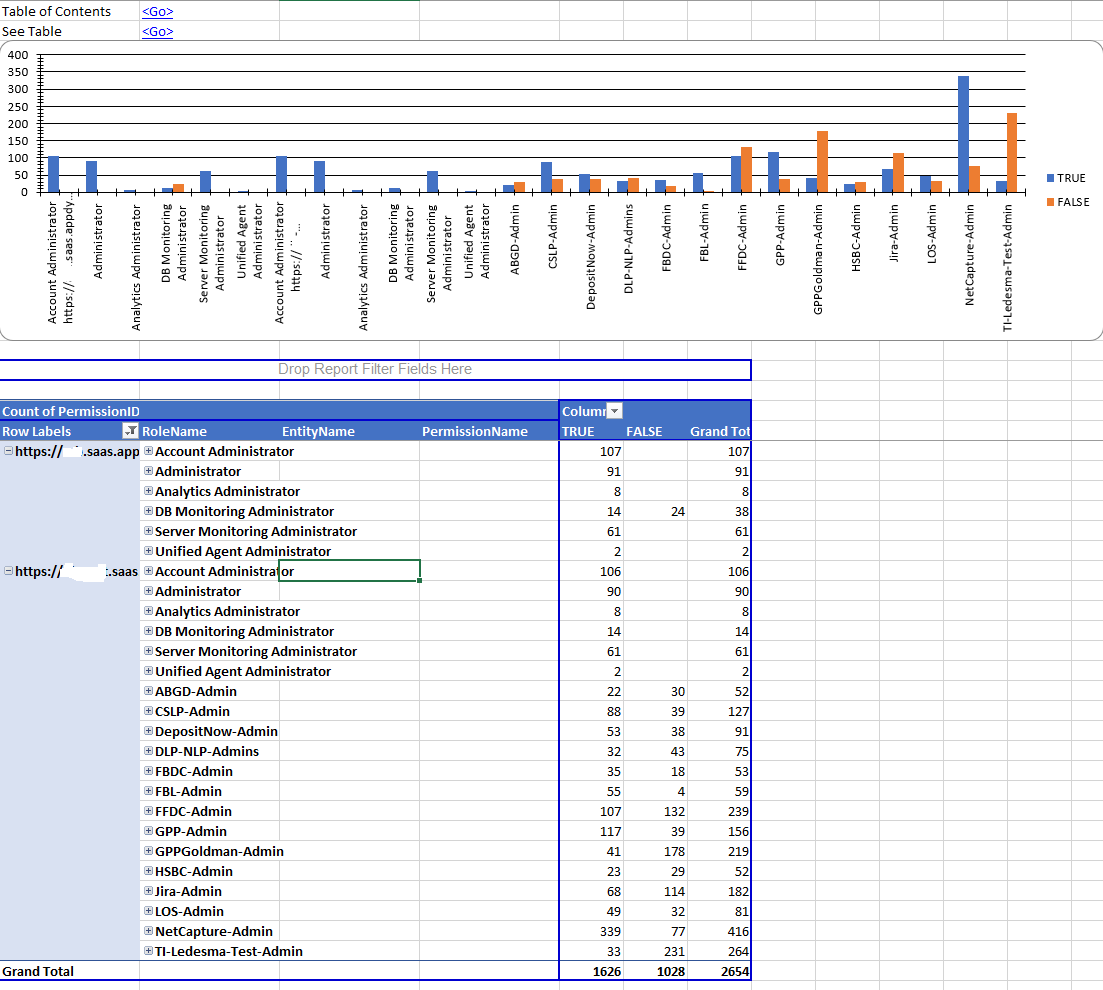 Table of Contents <Go>
See Table <Go>
400
350
300
250
200
150
100
50
0
TRUE
FALSE
Account Administrator https:// .saas.appdy...
Administrator
Analytics Administrator
DB Monitoring Administrator
Server Monitoring Administrator
Unified Agent Administrator
Account Administrator https:// -...
Administrator
Analytics Administrator
DB Monitoring Administrator
Server Monitoring Administrator
Unified Agent Administrator
ABGD-Admin
CSLP-Admin
DepositNow-Admin
DLP-NLP-Admins
FBDC-Admin
FBL-Admin
FFDC-Admin
GPP-Admin
GPPGoldman-Admin
HSBC-Admin
Jira-Admin
LOS-Admin
NetCapture-Admin
TI-Ledesma-Test-Admin
Drop Report Filter Fields Here
Count of PermissionID Column
Row Labels RoleName EntityName PermissionName TRUE FALSE Grand Tot
https:// .saas.app Account Administrator 107 107
Administrator 91 91
Analytics Administrator 8 8
DB Monitoring Administrator 14 24 38
Server Monitoring Administrator 61 61
Unified Agent Administrator 2 2
https:// .saas Account Administrator 106 106
Administrator 90 90
Analytics Administrator 8 8
DB Monitoring Administrator 14 14
Server Monitoring Administrator 61 61
Unified Agent Administrator 2 2
ABGD-Admin 22 30 52
CSLP-Admin 88 39 127
DepositNow-Admin 53 38 91
DLP-NLP-Admins 32 43 75
FBDC-Admin 35 18 53
FBL-Admin 55 4 59
FFDC-Admin 107 132 239
GPP-Admin 117 39 156
GPPGoldman-Admin 41 178 219
HSBC-Admin 23 29 52
Jira-Admin 68 114 182
LOS-Admin 49 32 81
NetCapture-Admin 339 77 416
TI-Ledesma-Test-Admin 33 231 264
Grand Total 1626 1028 2654